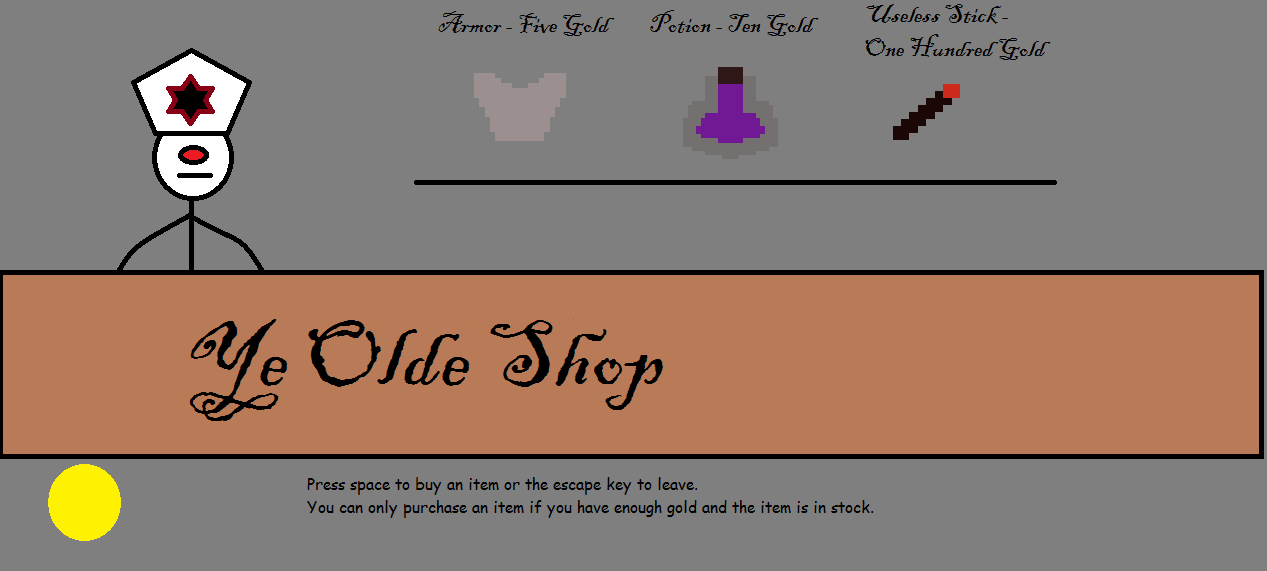 Armor - Five Gold
Potion - Ten Gold
Useless Stick -
One Hundred Gold
Ye Olde Shop
Press space to buy an item or the escape key to leave.
You can only purchase an item if you have enough gold and the item is in stock.